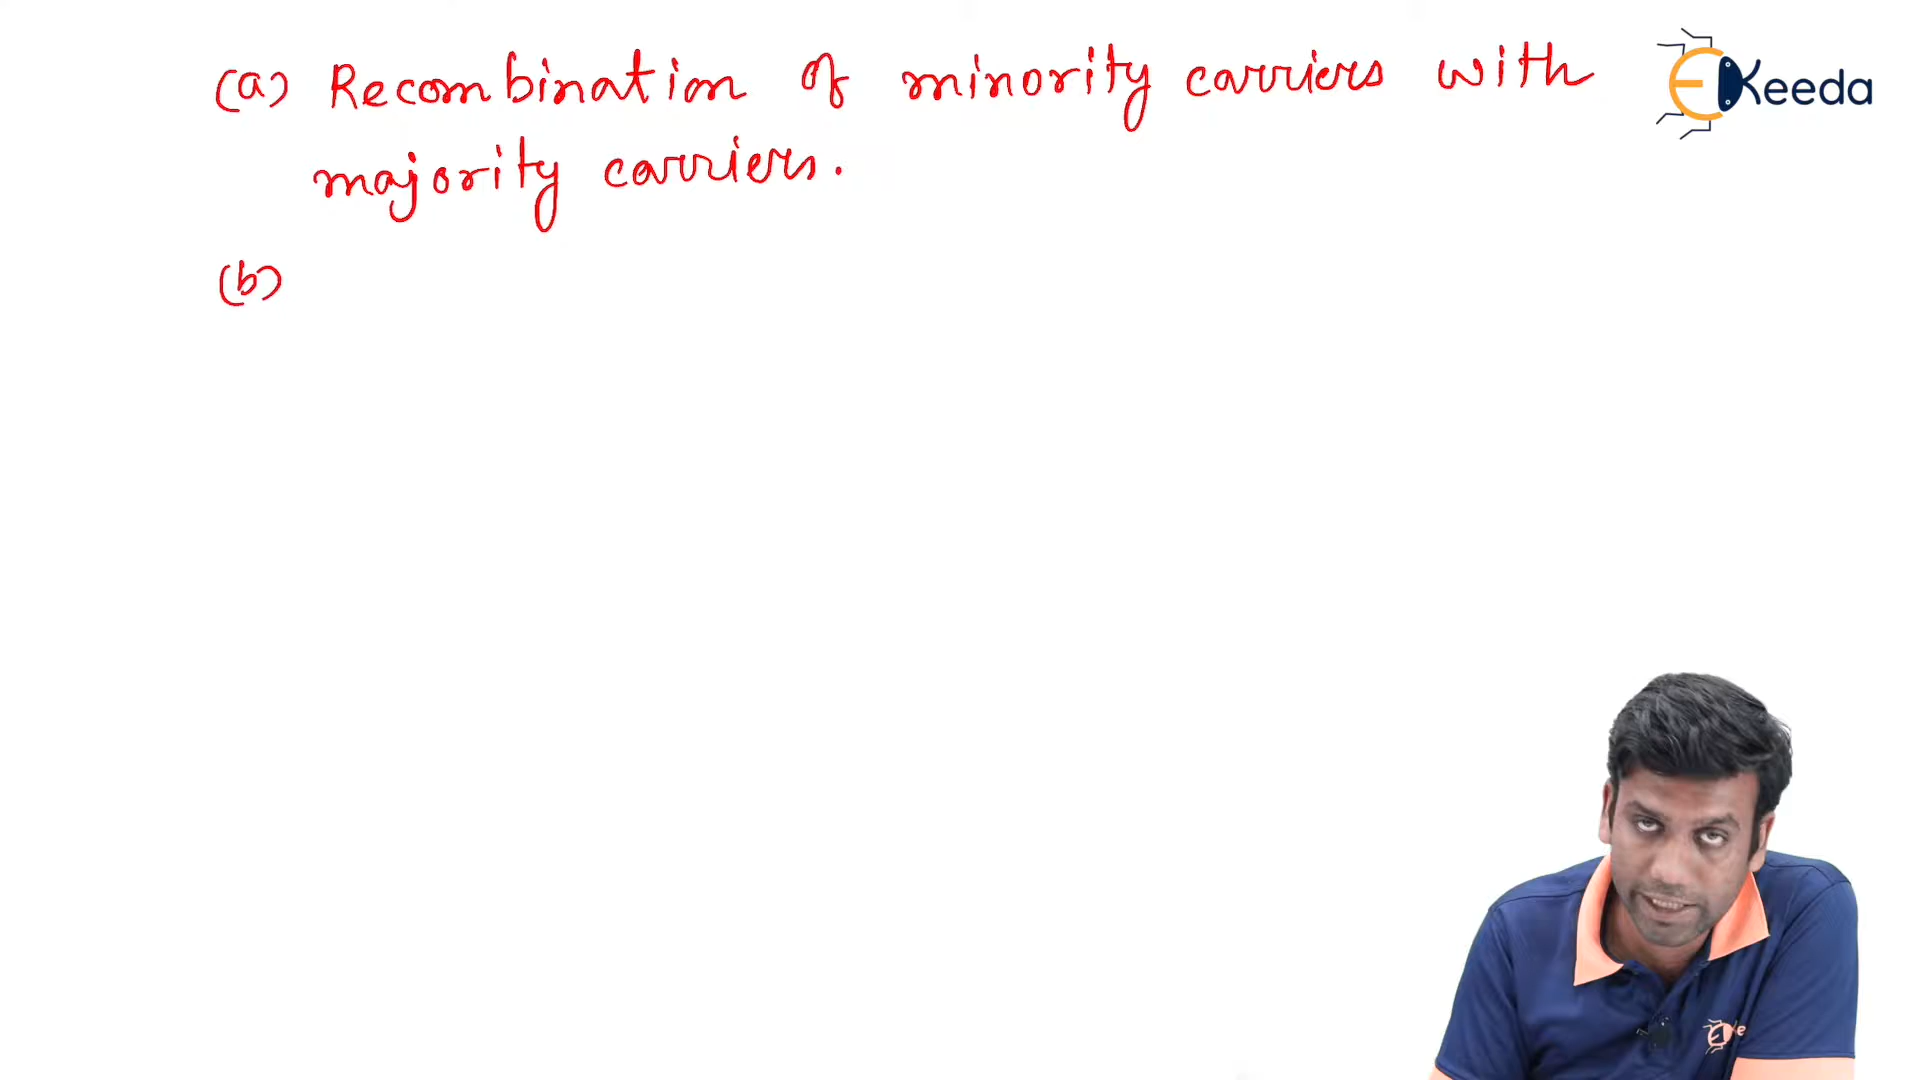 (a) Recombination of minority carriers with
majority carriers.
(b)
EKeeda